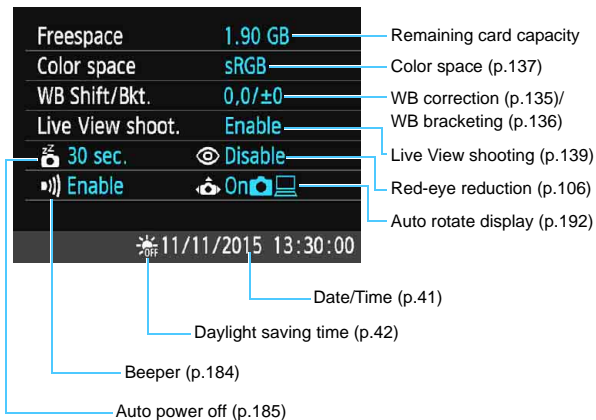 Freespace 1.90 GB
Remaining card capacity
Color space sRGB
Color space (p.137)
WB Shift/Bkt. 0,0/±0
WB correction (p.135)/
WB bracketing (p.136)
Live View shoot. Enable
Live View shooting (p.139)
zZ 30 sec. Disable
Red-eye reduction (p.106)
Enable On
Auto rotate display (p.192)
OFF 11/11/2015 13:30:00
Date/Time (p.41)
Daylight saving time (p.42)
Beeper (p.184)
Auto power off (p.185)